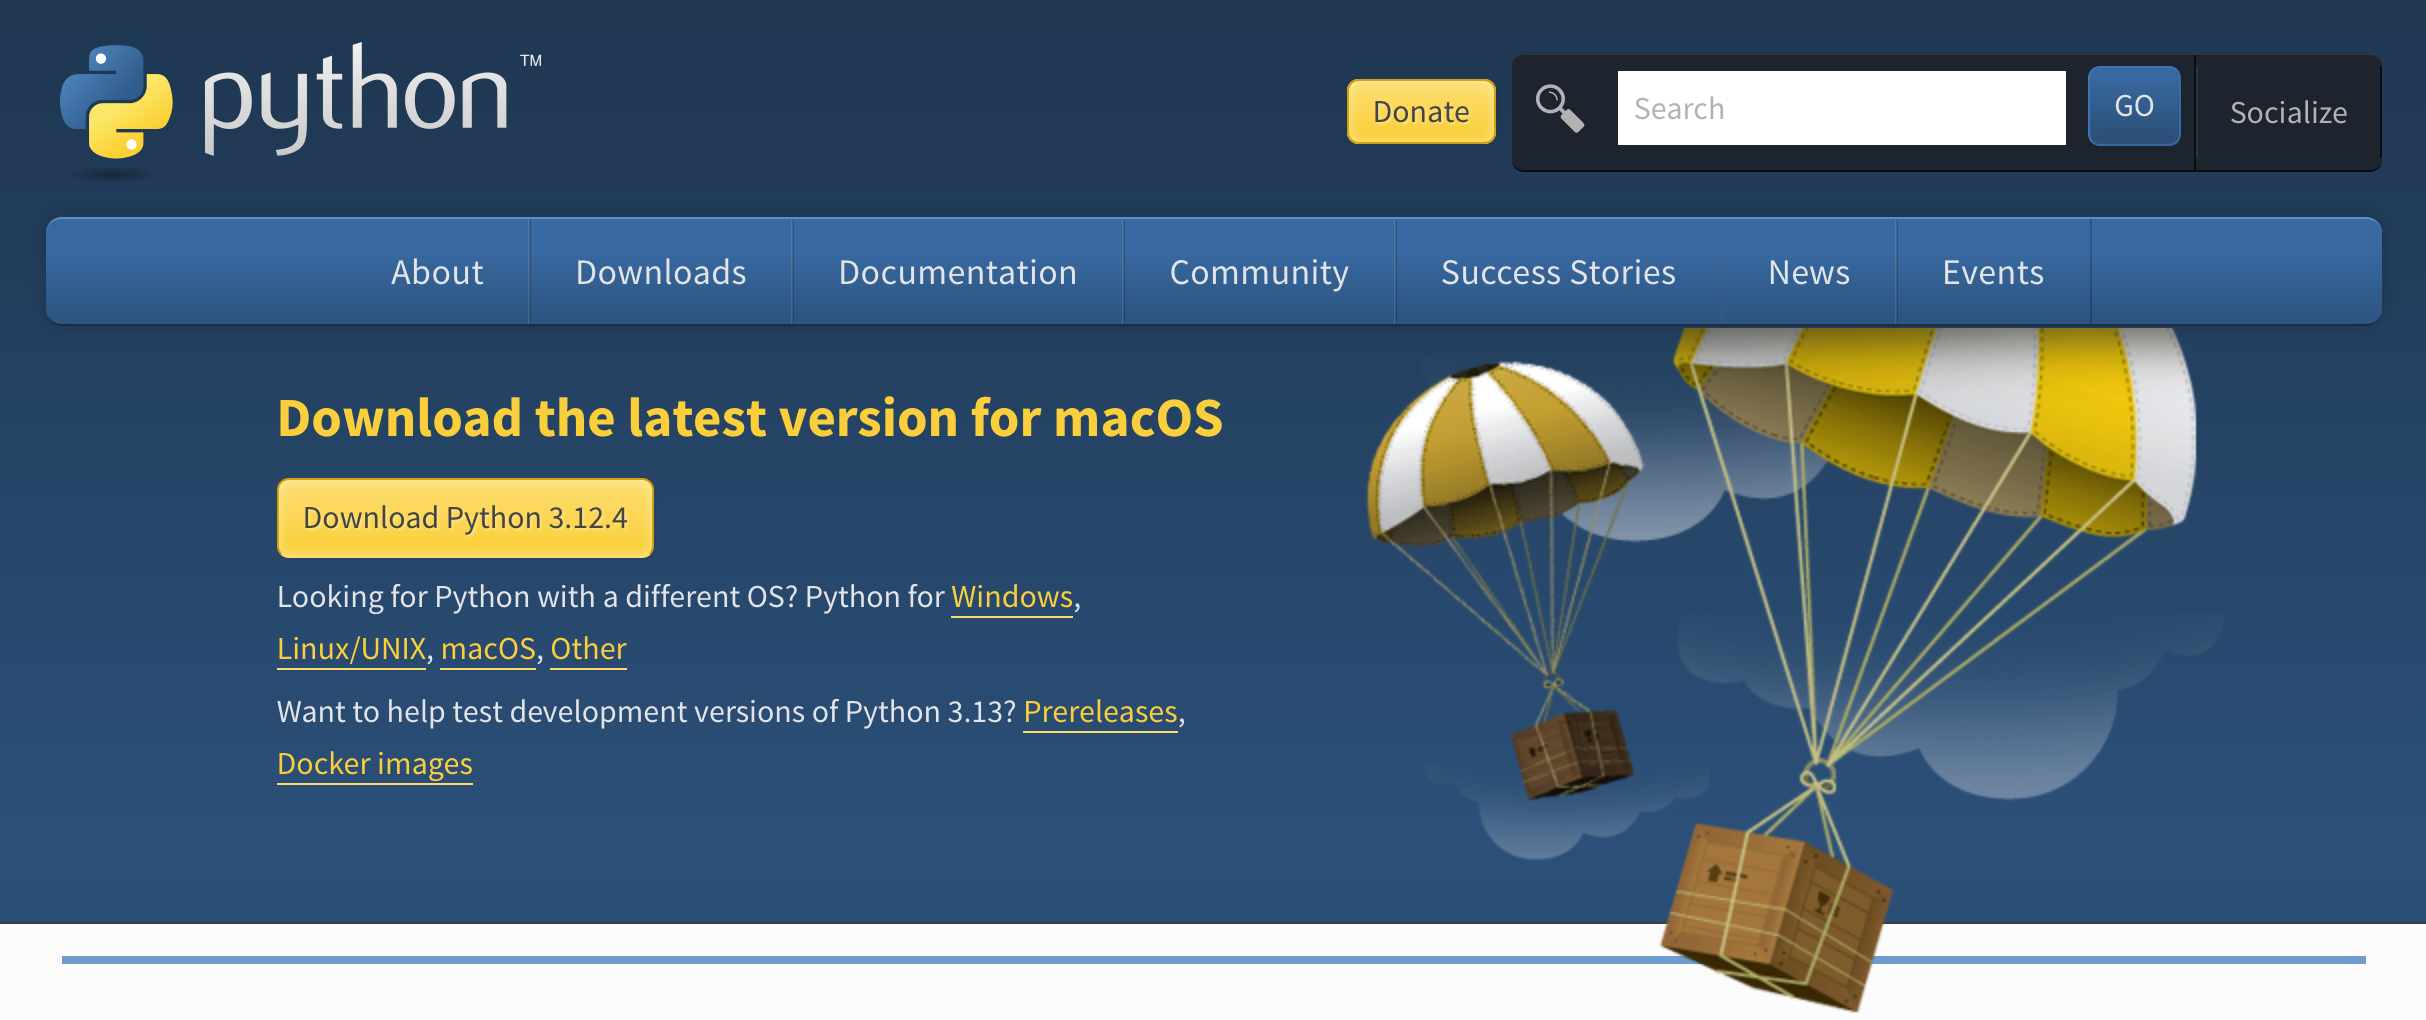 python™
Donate
Search
GO
Socialize
About
Downloads
Documentation
Community
Success Stories
News
Events
Download the latest version for macOS
Download Python 3.12.4
Looking for Python with a different OS? Python for Windows,
Linux/UNIX, macOS, Other
Want to help test development versions of Python 3.13? Prereleases,
Docker images